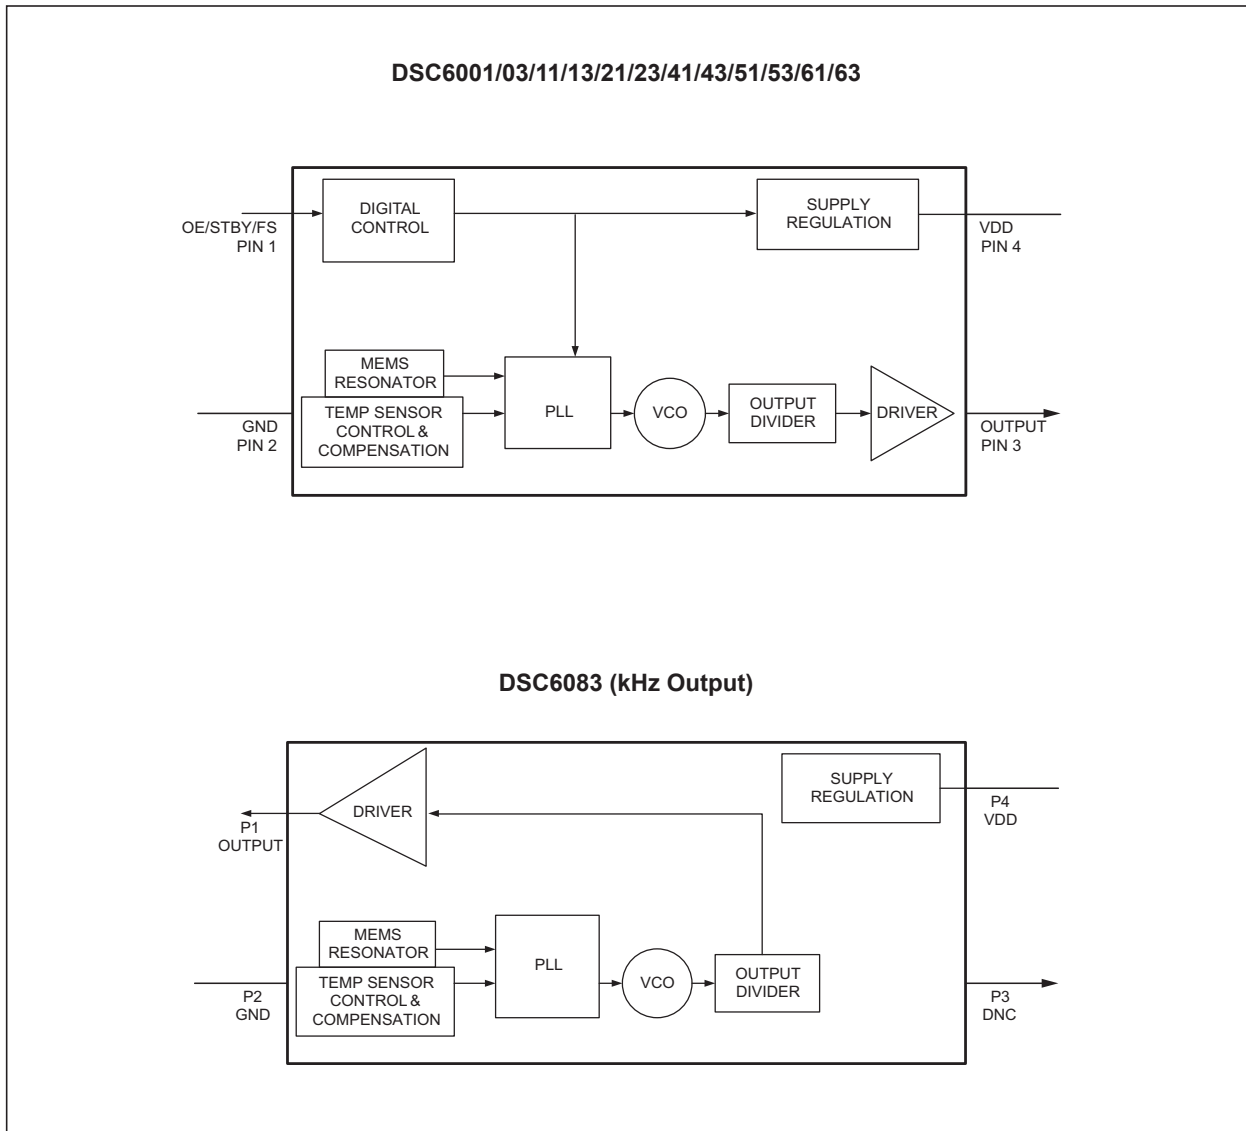 DSC6001/03/11/13/21/23/41/43/51/53/61/63
DIGITAL
CONTROL
SUPPLY
REGULATION
OE/STBY/FS
PIN 1
VDD
PIN 4
MEMS
RESONATOR
TEMP SENSOR
CONTROL &
COMPENSATION
PLL
VCO
OUTPUT
DIVIDER
DRIVER
GND
PIN 2
OUTPUT
PIN 3
DSC6083 (kHz Output)
DRIVER
SUPPLY
REGULATION
P1
OUTPUT
P4
VDD
MEMS
RESONATOR
TEMP SENSOR
CONTROL &
COMPENSATION
PLL
VCO
OUTPUT
DIVIDER
P2
GND
P3
DNC